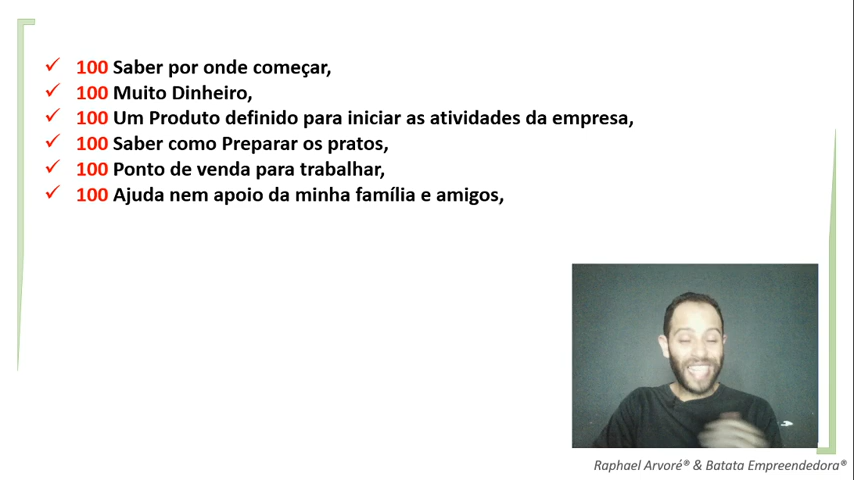 100 Saber por onde começar,
100 Muito Dinheiro,
100 Um Produto definido para iniciar as atividades da empresa,
100 Saber como Preparar os pratos,
100 Ponto de venda para trabalhar,
100 Ajuda nem apoio da minha família e amigos,
Raphael Arvoré® & Batata Empreendedora®